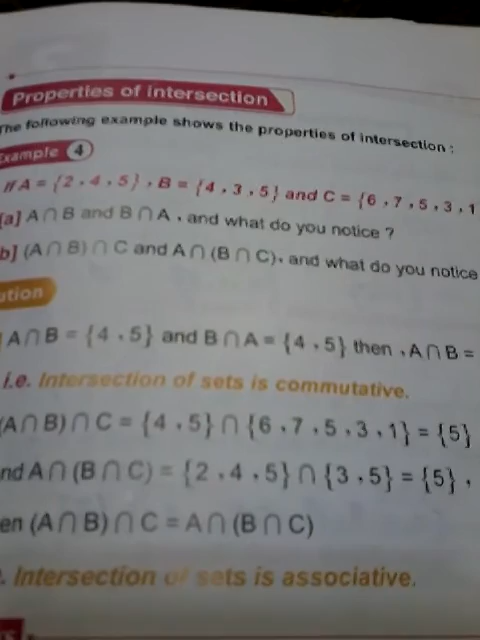 Properties of intersection
The following example shows the properties of intersection :
Example 4
If A = {2 , 4 , 5} , B = {4 , 3 , 5} and C = {6 , 7 , 5 , 3 , 1
[a] A ∩ B and B ∩ A , and what do you notice ?
b] (A ∩ B) ∩ C and A ∩ (B ∩ C) , and what do you notice
ution
A ∩ B = {4 , 5} and B ∩ A = {4 , 5} then , A ∩ B =
i.e. Intersection of sets is commutative.
(A ∩ B) ∩ C = {4 , 5} ∩ {6 , 7 , 5 , 3 , 1} = {5}
nd A ∩ (B ∩ C) = {2 , 4 , 5} ∩ {3 , 5} = {5} ,
en (A ∩ B) ∩ C = A ∩ (B ∩ C)
. Intersection of sets is associative.